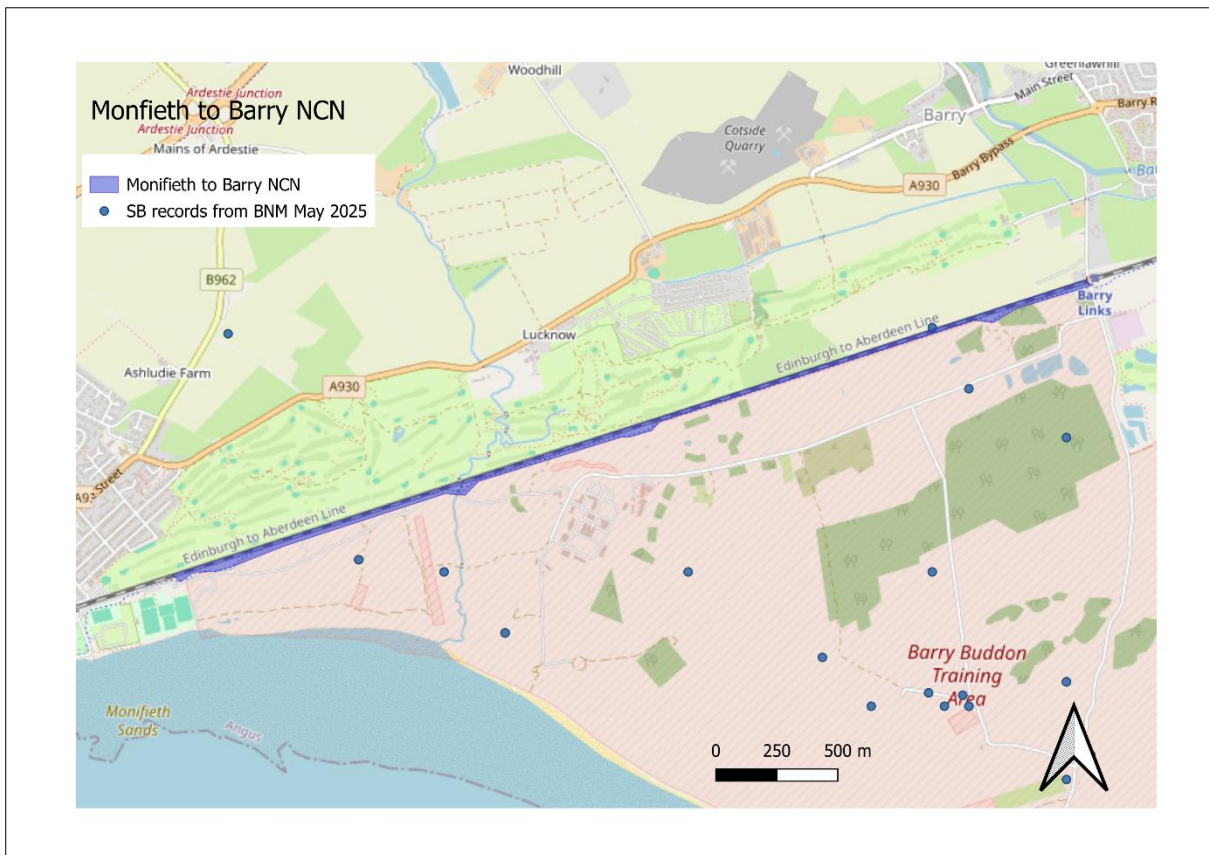 Woodhill
Greenlawhill
Main Street
Ardestie Junction
Monfieth to Barry NCN
Ardestie Junction
Barry
Cotside
Quarry
Mains of Ardestie
Barry Bypass
A930
Monifieth to Barry NCN
SB records from BNM May 2025
B962
Barry
Links
Lucknow
Edinburgh to Aberdeen Line
Ashludie Farm
A930
Street
Edinburgh to Aberdeen Line
Barry Buddon
Training
Area
Monifieth
Sands
Angus
0 250 500 m